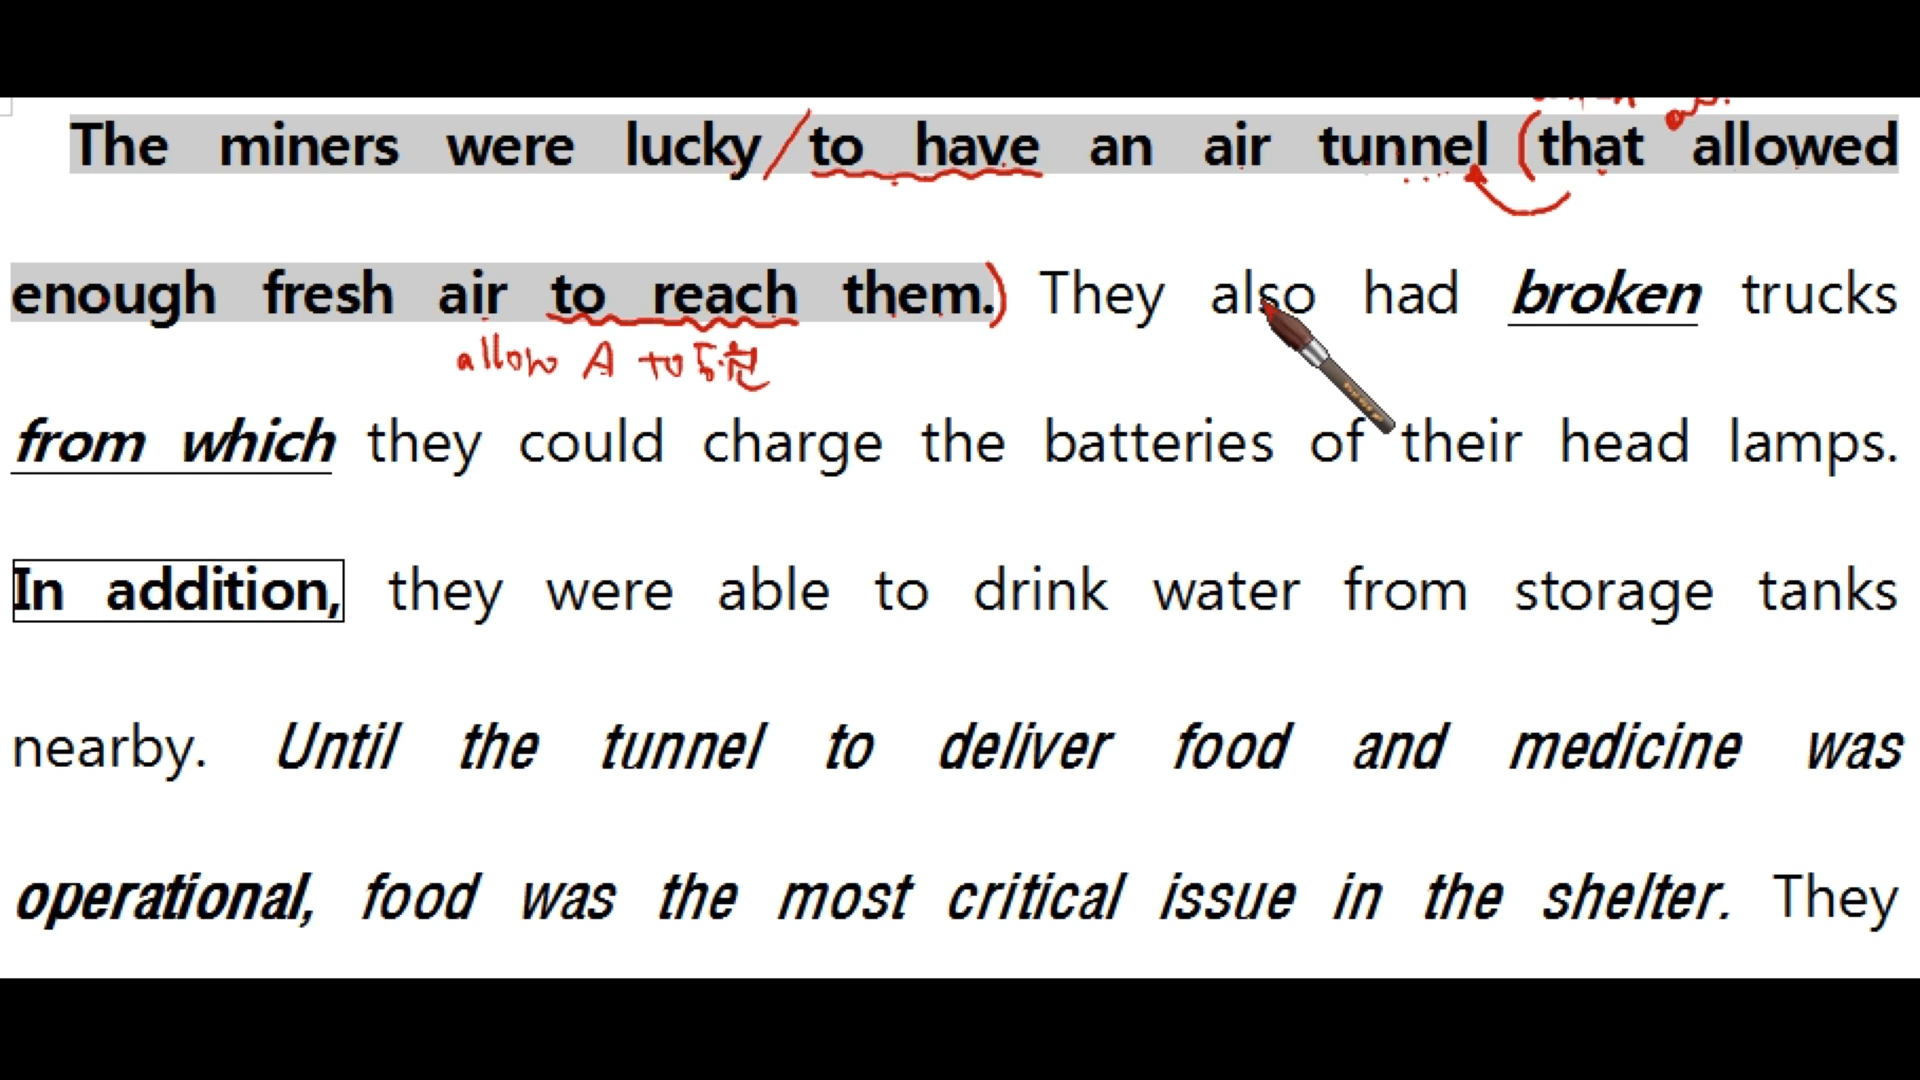 The miners were lucky to have an air tunnel (that allowed
enough fresh air to reach them.) They also had broken trucks
allow A to 동원
from which they could charge the batteries of their head lamps.
In addition, they were able to drink water from storage tanks
nearby. Until the tunnel to deliver food and medicine was
operational, food was the most critical issue in the shelter. They